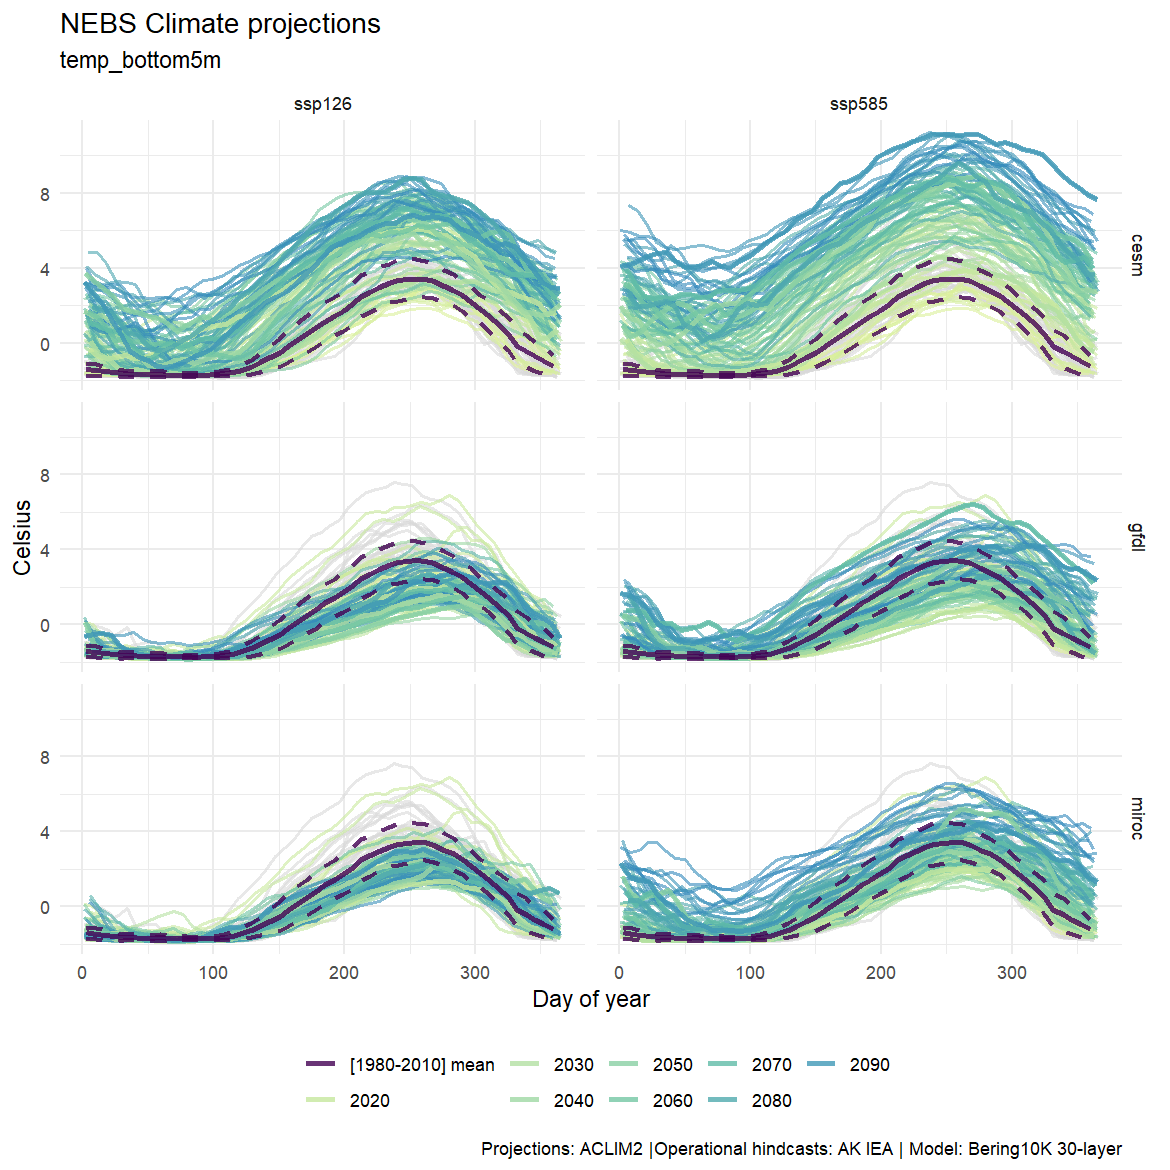 NEBS Climate projections
temp_bottom5m
ssp126 ssp585
8
4
0
cesm
Celsius
8
4
0
gfdl
8
4
0
miroc
0 100 200 300 0 100 200 300
Day of year
[1980-2010] mean 2030 2050 2070 2090
2020 2040 2060 2080
Projections: ACLIM2 |Operational hindcasts: AK IEA | Model: Bering10K 30-layer